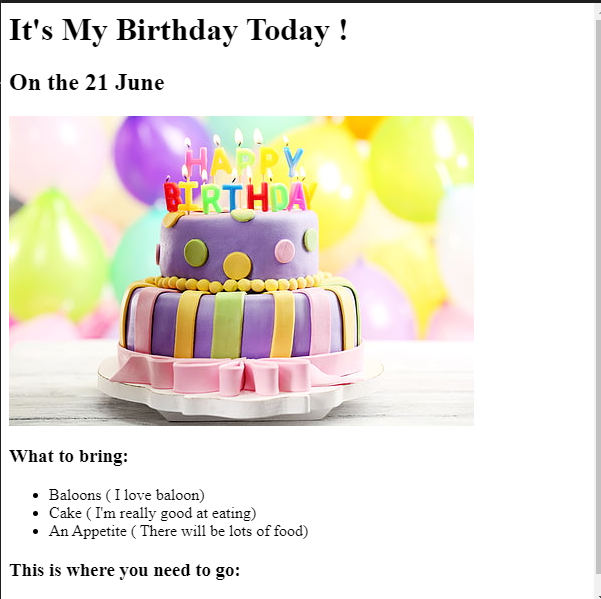 It's My Birthday Today !
On the 21 June
HAPPY
BIRTHDAY
What to bring:
Baloons ( I love baloon)
Cake ( I'm really good at eating)
An Appetite ( There will be lots of food)
This is where you need to go: